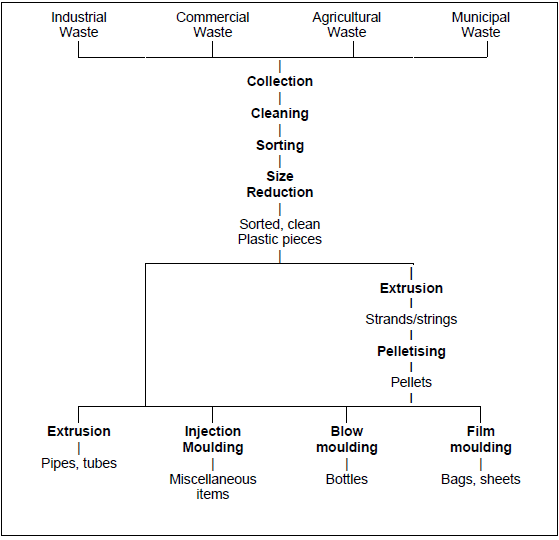 Industrial Waste
Commercial Waste
Agricultural Waste
Municipal Waste
Collection
Cleaning
Sorting
Size
Reduction
Sorted, clean
Plastic pieces
Extrusion
Strands/strings
Pelletising
Pellets
Extrusion
Pipes, tubes
Injection
Moulding
Miscellaneous
items
Blow
moulding
Bottles
Film
moulding
Bags, sheets